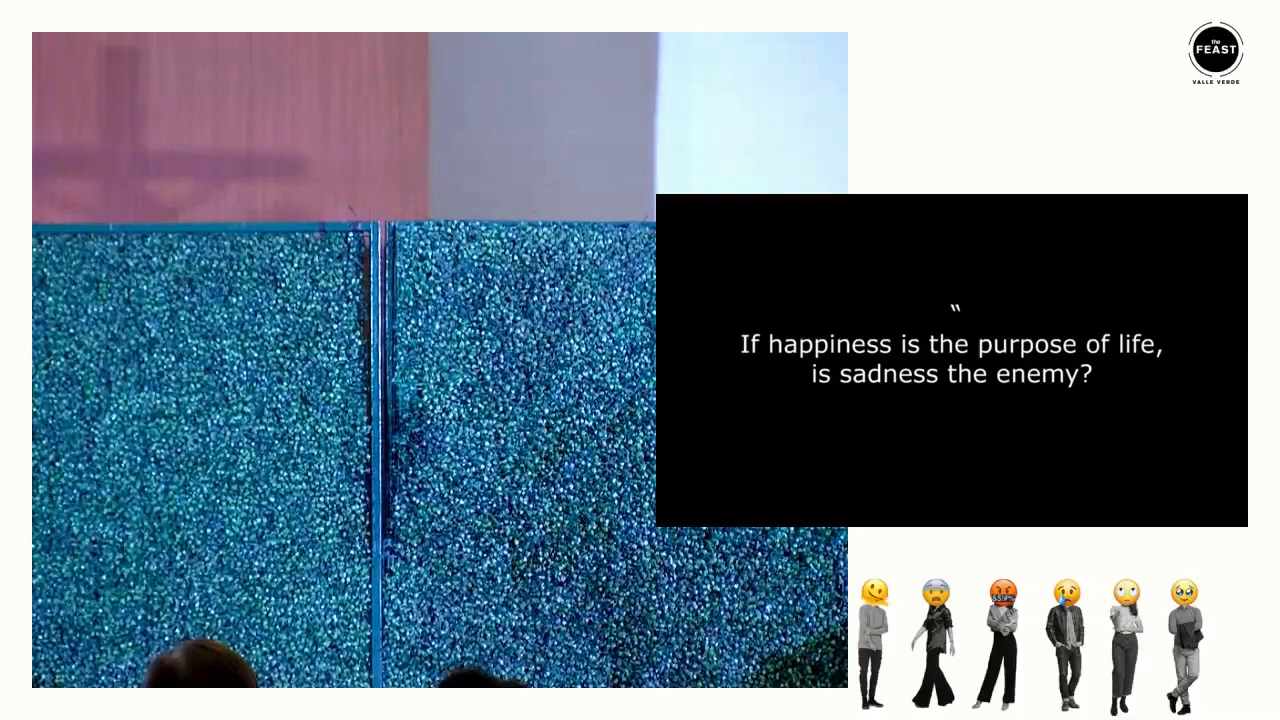 the
FEAST
VALLE VERDE
“
If happiness is the purpose of life,
is sadness the enemy?
&$!#%